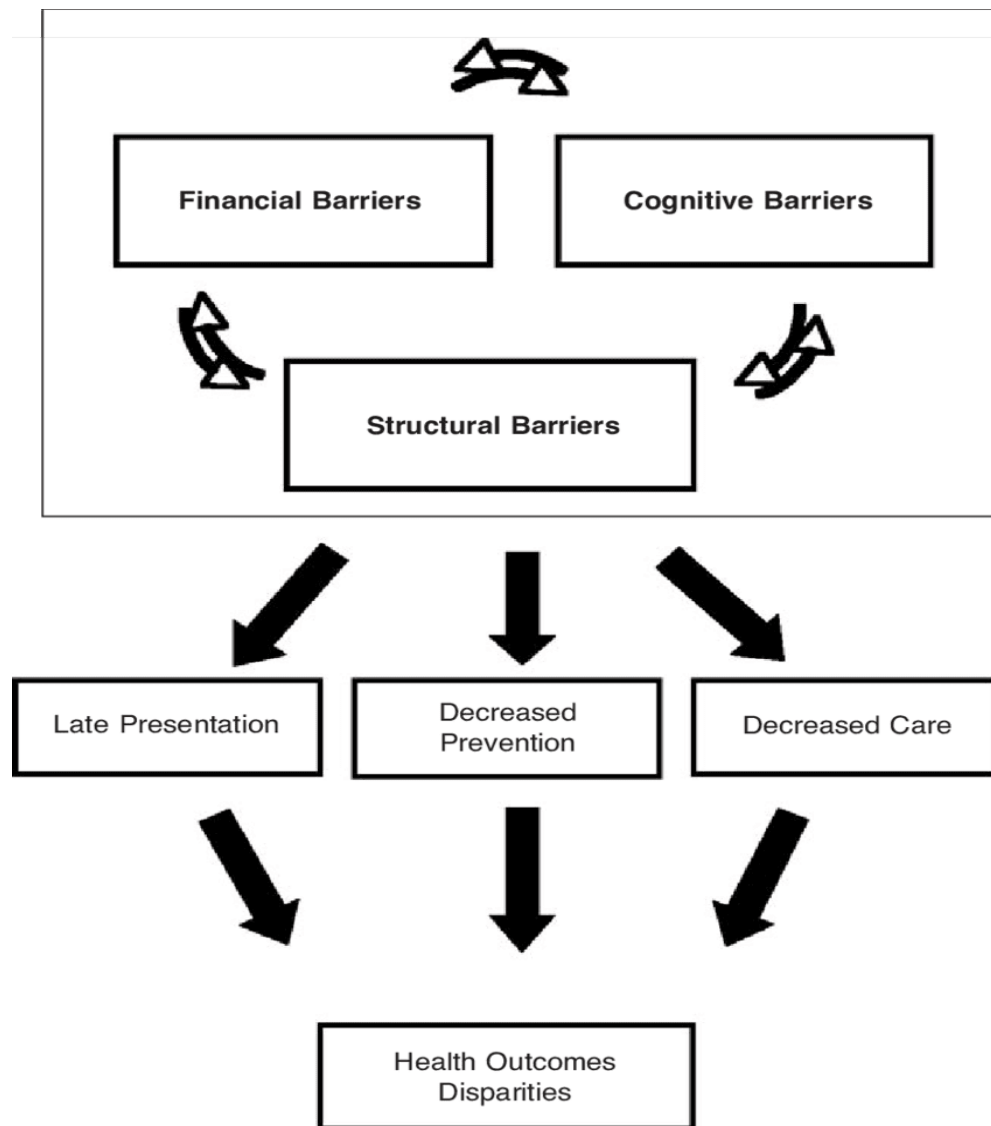 Financial Barriers
Cognitive Barriers
Structural Barriers
Late Presentation
Decreased
Prevention
Decreased Care
Health Outcomes
Disparities